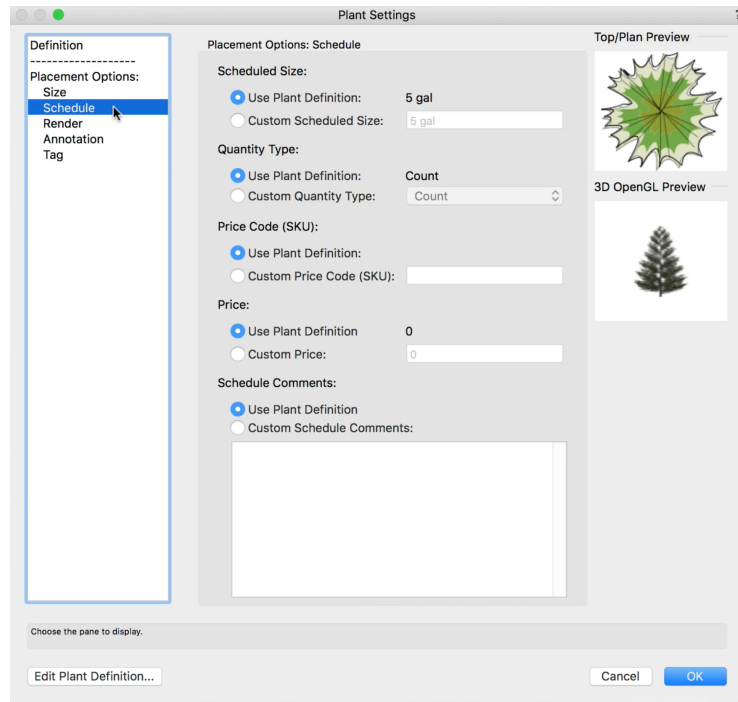 Plant Settings
?
Definition
-------------------
Placement Options:
Size
Schedule
Render
Annotation
Tag
Placement Options: Schedule
Scheduled Size:
Use Plant Definition: 5 gal
Custom Scheduled Size: 5 gal
Quantity Type:
Use Plant Definition: Count
Custom Quantity Type: Count
Price Code (SKU):
Use Plant Definition:
Custom Price Code (SKU):
Price:
Use Plant Definition 0
Custom Price: 0
Schedule Comments:
Use Plant Definition
Custom Schedule Comments:
Top/Plan Preview
3D OpenGL Preview
Choose the pane to display.
Edit Plant Definition... Cancel OK